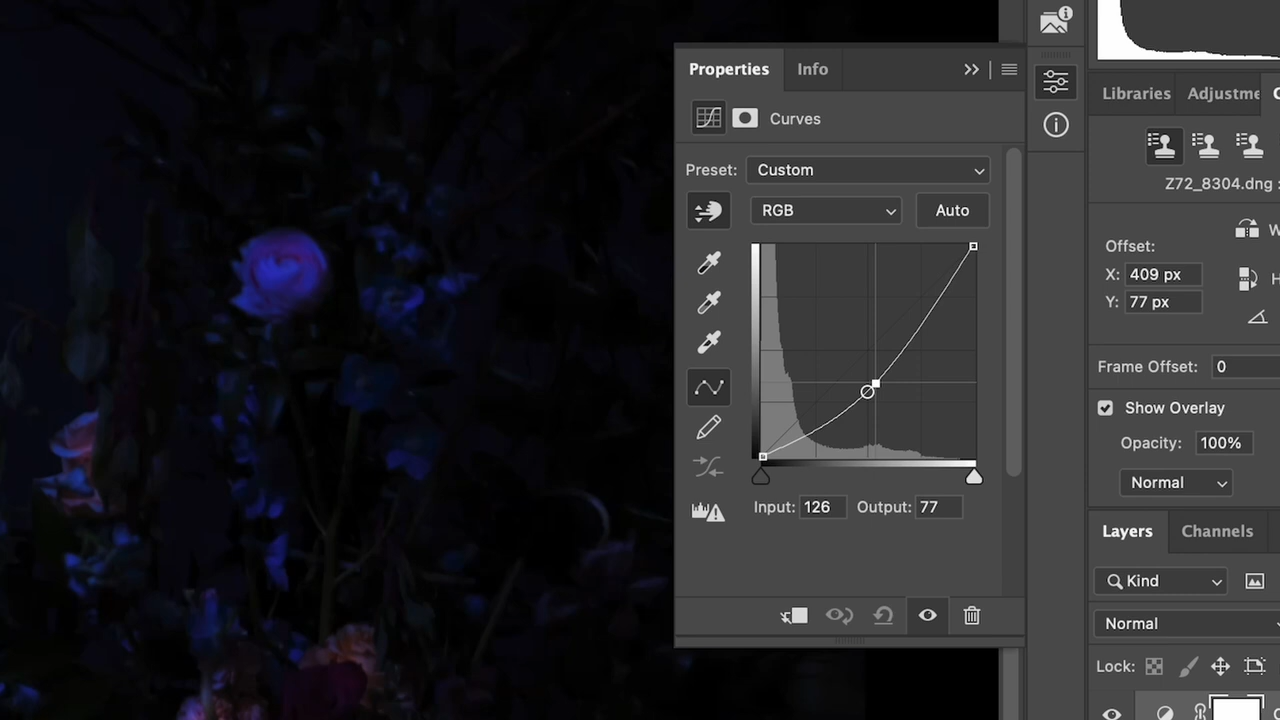 Properties
Info
Curves
Preset:
Custom
RGB
Auto
Input: 126
Output: 77
Libraries
Adjustme
Z72_8304.dng :
Offset:
X: 409 px
Y: 77 px
W
H
Frame Offset: 0
Show Overlay
Opacity: 100%
Normal
Layers
Channels
Kind
Normal
Lock: